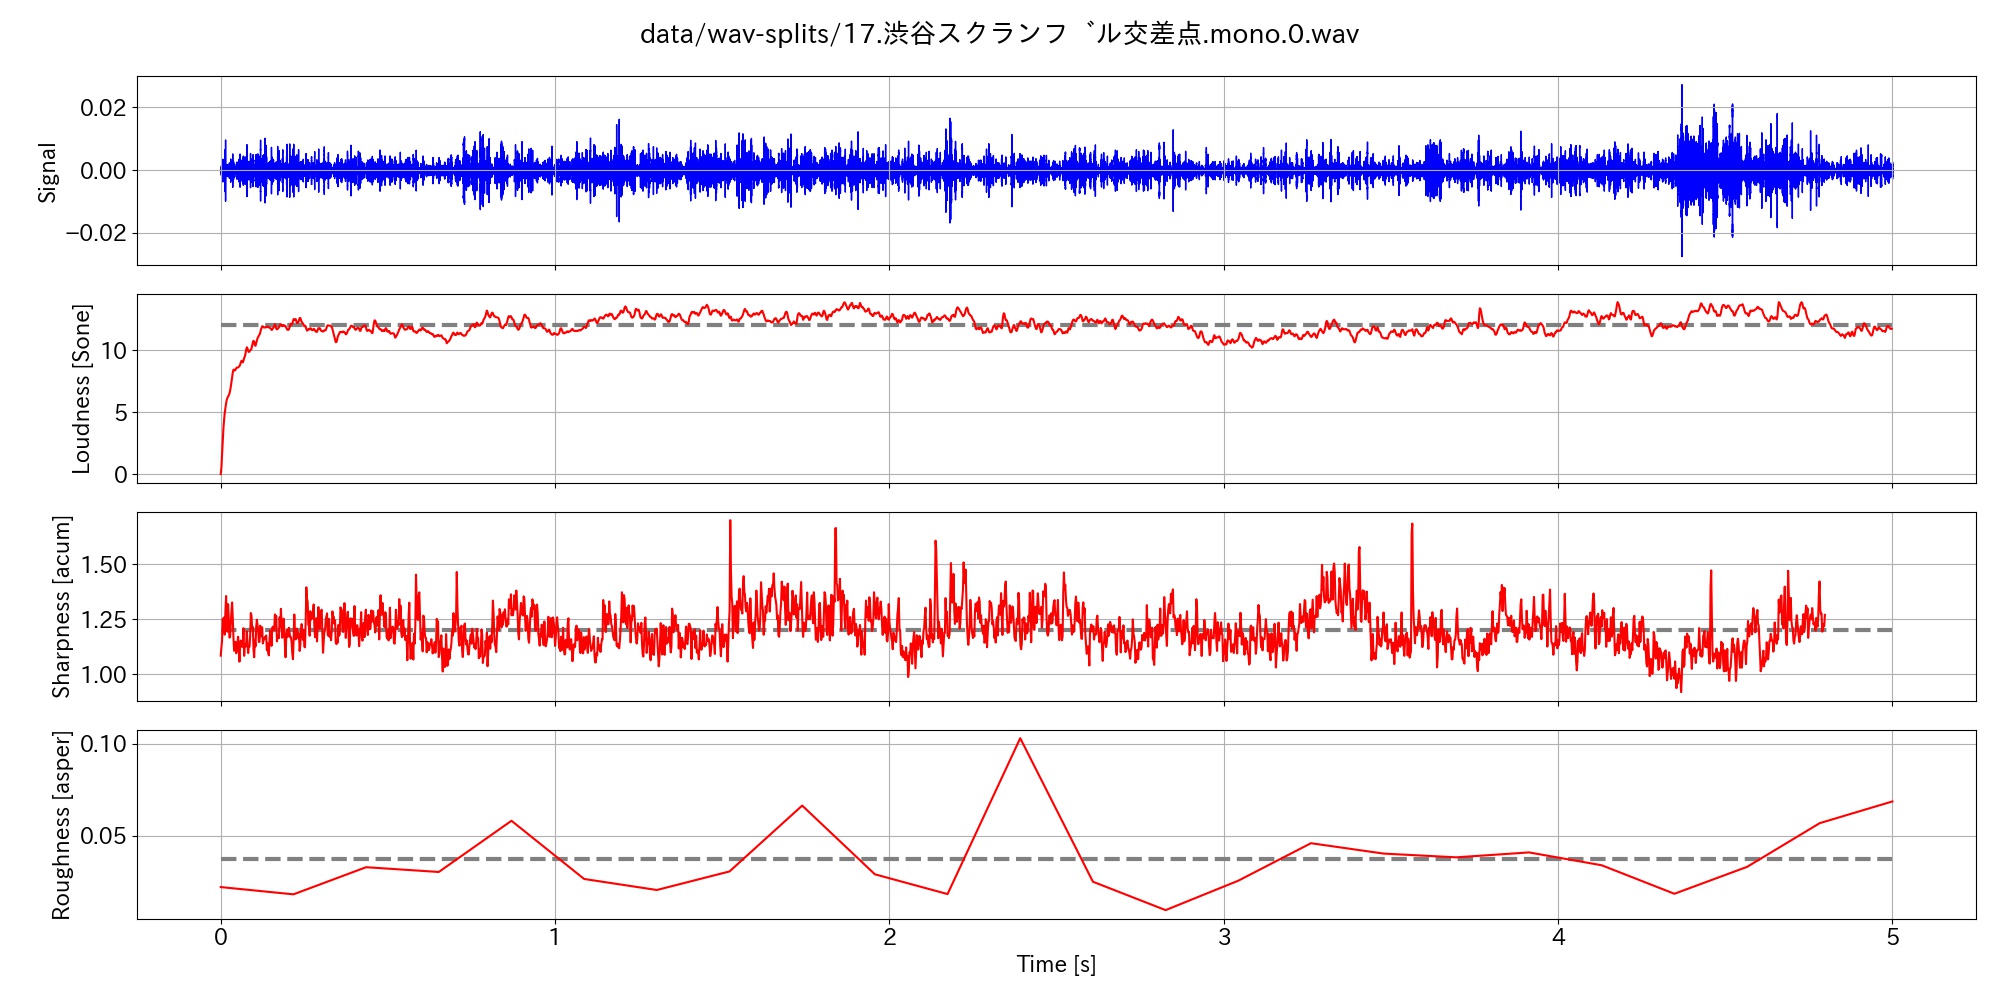 data/wav-splits/17.渋谷スクランブル交差点.mono.0.wav
Signal
0.02
0.00
−0.02
Loudness [Sone]
10
5
0
Sharpness [acum]
1.50
1.25
1.00
Roughness [asper]
0.10
0.05
0 1 2 3 4 5
Time [s]